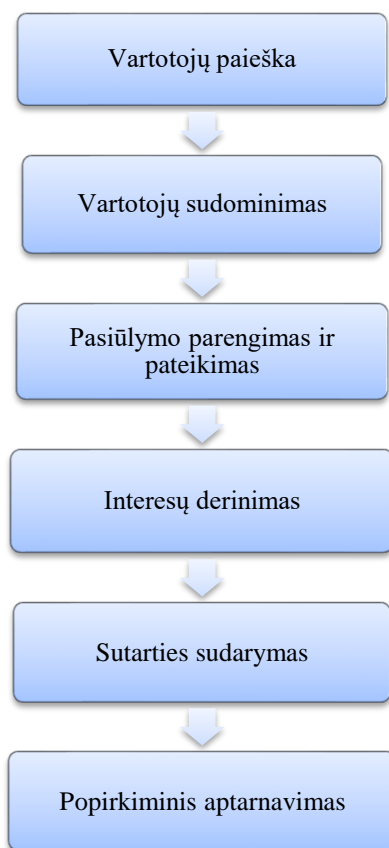 Vartotojų paieška
Vartotojų sudominimas
Pasiūlymo parengimas ir
pateikimas
Interesų derinimas
Sutarties sudarymas
Popirkiminis aptarnavimas